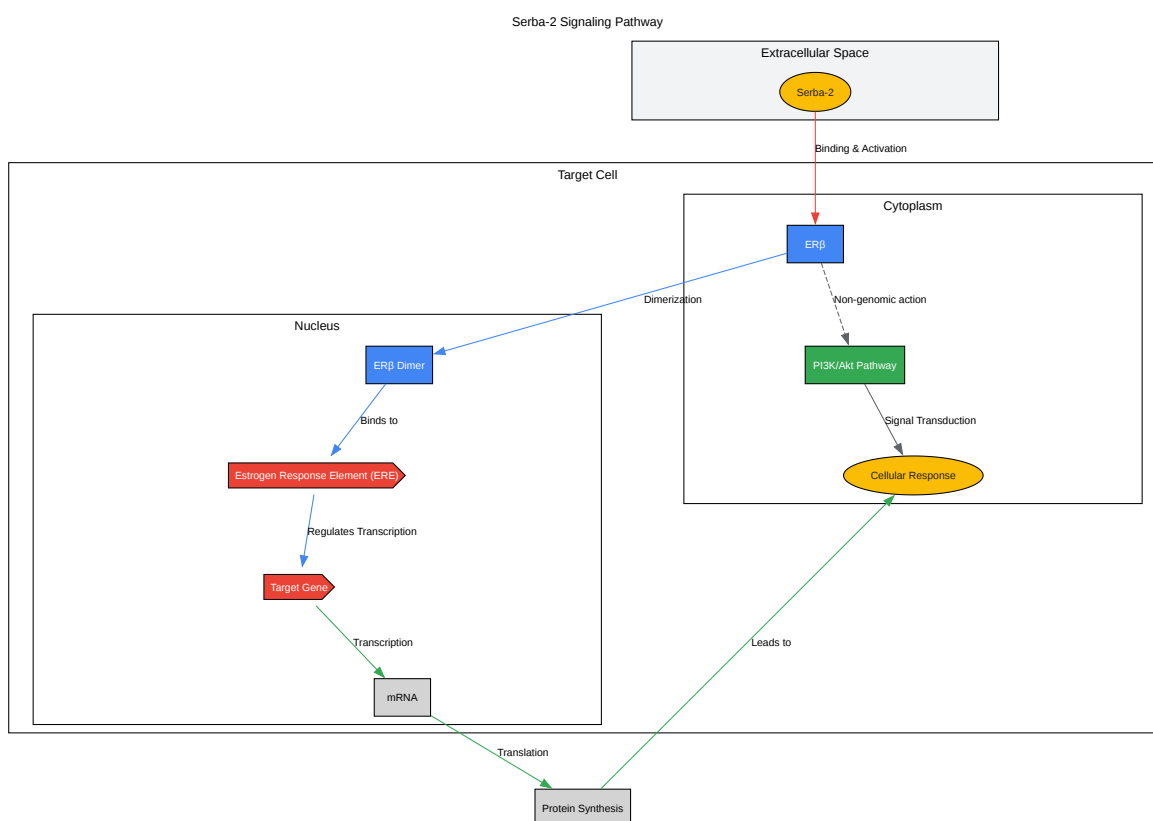 Serba-2 Signaling Pathway
Extracellular Space
Serba-2
Binding & Activation
Target Cell
Cytoplasm
ERβ
Dimerization
Non-genomic action
Nucleus
ERβ Dimer
PI3K/Akt Pathway
Binds to
Signal Transduction
Estrogen Response Element (ERE)
Cellular Response
Regulates Transcription
Target Gene
Transcription
Leads to
mRNA
Translation
Protein Synthesis